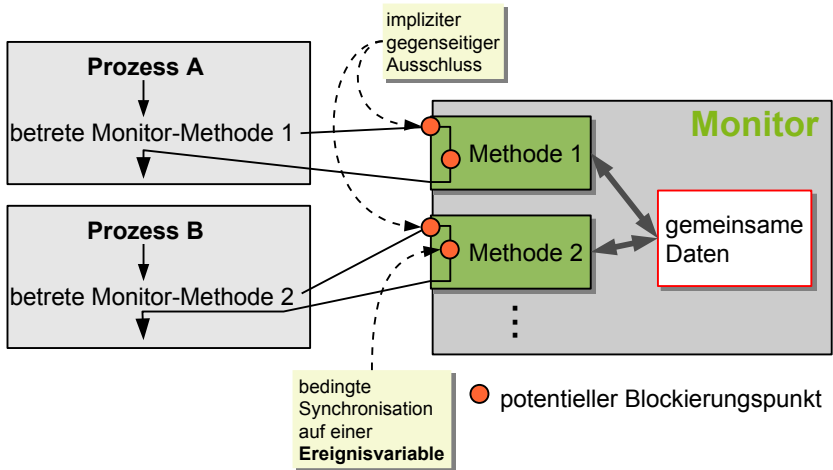 impliziter
gegenseitiger
Ausschluss
Prozess A
betrete Monitor-Methode 1
Monitor
Methode 1
Prozess B
betrete Monitor-Methode 2
Methode 2
gemeinsame
Daten
⋮
bedingte
Synchronisation
auf einer
Ereignisvariable
potentieller Blockierungspunkt